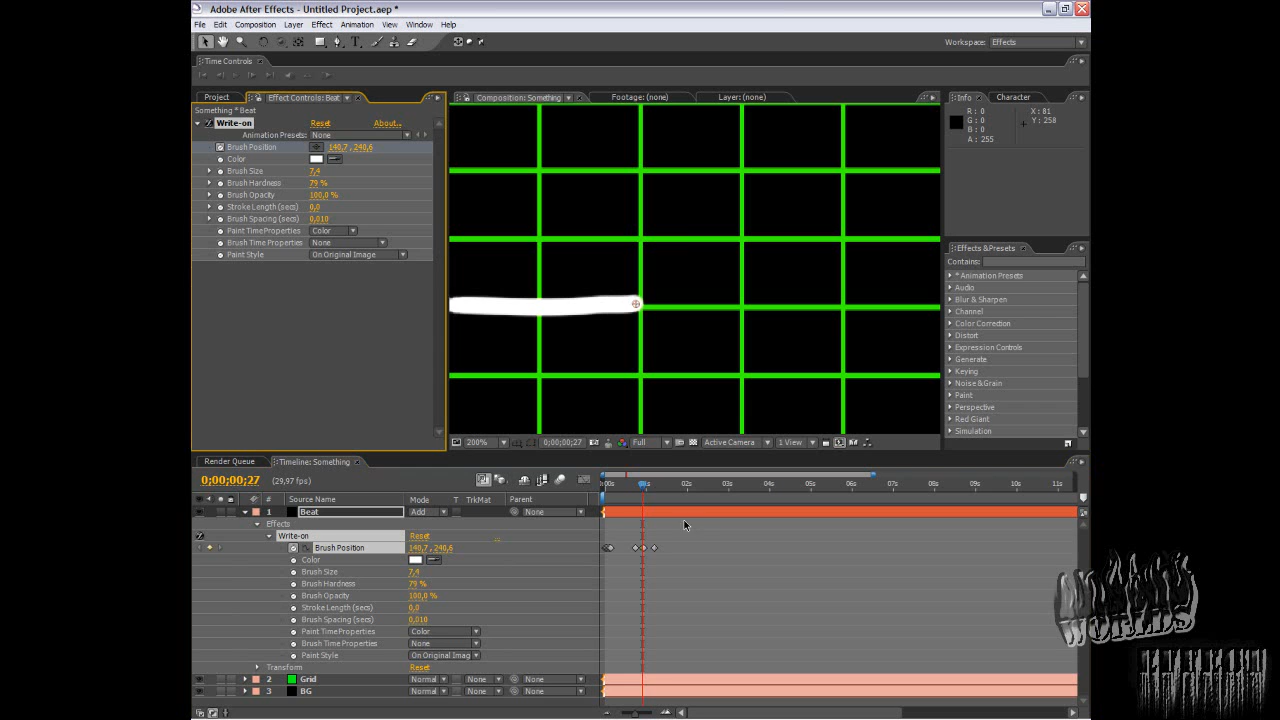 Adobe After Effects - Untitled Project.aep *
File Edit Composition Layer Effect Animation View Window Help
Workspace: Effects
Time Controls
Project Effect Controls: Beat Composition: Something Footage: (none) Layer: (none) Info Character
Something * Beat
Write-on Reset About..
Animation Presets: None
Brush Position 140,7 , 240,6
Color
Brush Size 7,4
Brush Hardness 79 %
Brush Opacity 100,0 %
Stroke Length (secs) 0,0
Brush Spacing (secs) 0,010
Paint Time Properties Color
Brush Time Properties None
Paint Style On Original Image
R : 0
G : 0
B : 0
A : 255
X : 81
Y : 258
Effects & Presets
Contains:
* Animation Presets
Audio
Blur & Sharpen
Channel
Color Correction
Distort
Expression Controls
Generate
Keying
Noise & Grain
Paint
Perspective
Red Giant
Simulation
200% 0;00;00;27 Full Active Camera 1 View
Render Queue Timeline: Something
0;00;00;27 (29,97 fps)
:00s 02s 03s 04s 05s 06s 07s 08s 09s 10s 11s
# Source Name Mode T TrkMat Parent
1 Beat Add None
Effects
Write-on Reset ...
Brush Position 140,7 , 240,6
Color
Brush Size 7,4
Brush Hardness 79 %
Brush Opacity 100,0 %
Stroke Length (secs) 0,0
Brush Spacing (secs) 0,010
Paint Time Properties Color
Brush Time Properties None
Paint Style On Original Imag
Transform Reset
2 Grid Normal None None
3 BG Normal None None
WORLDS